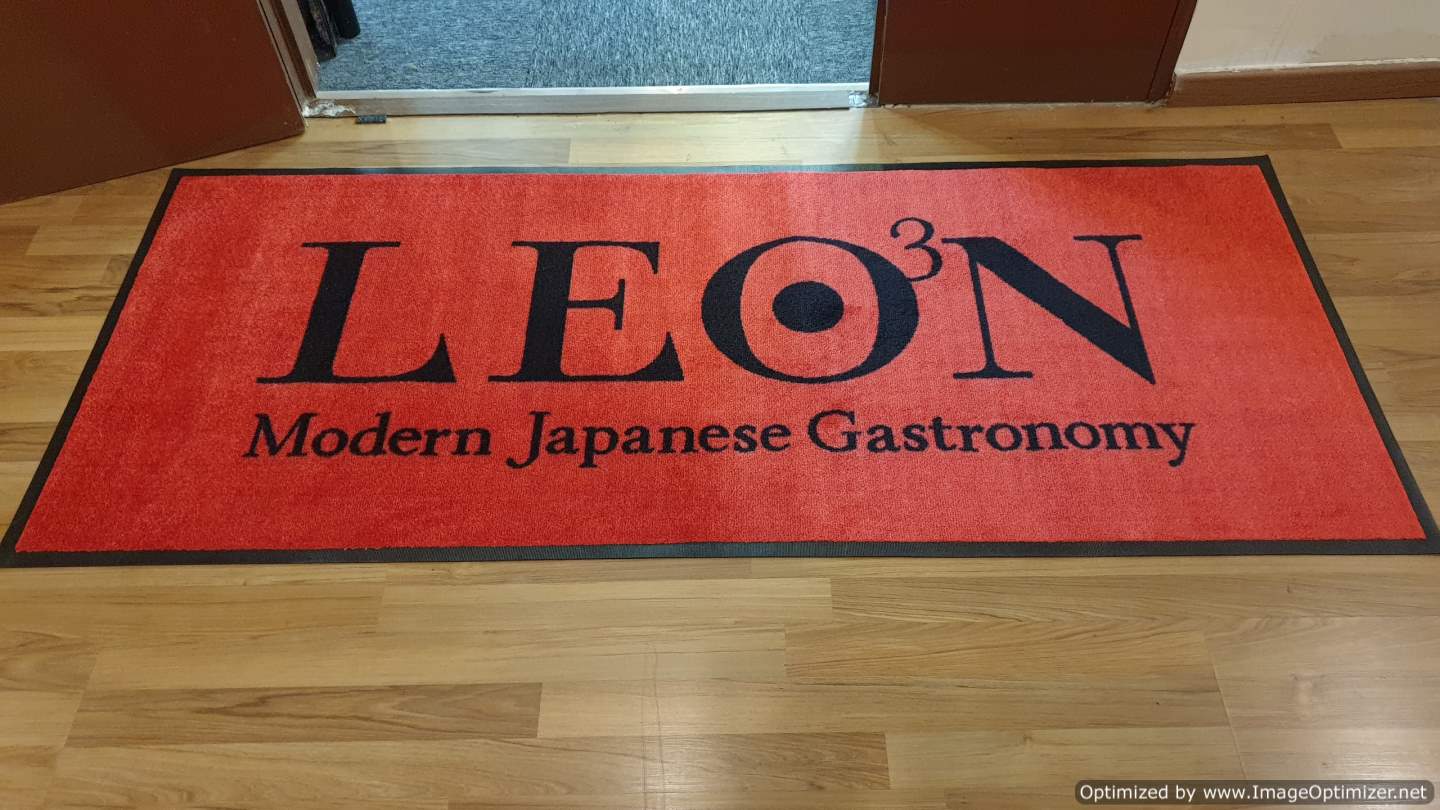 LEO³N
Modern Japanese Gastronomy
Optimized by www.ImageOptimizer.net